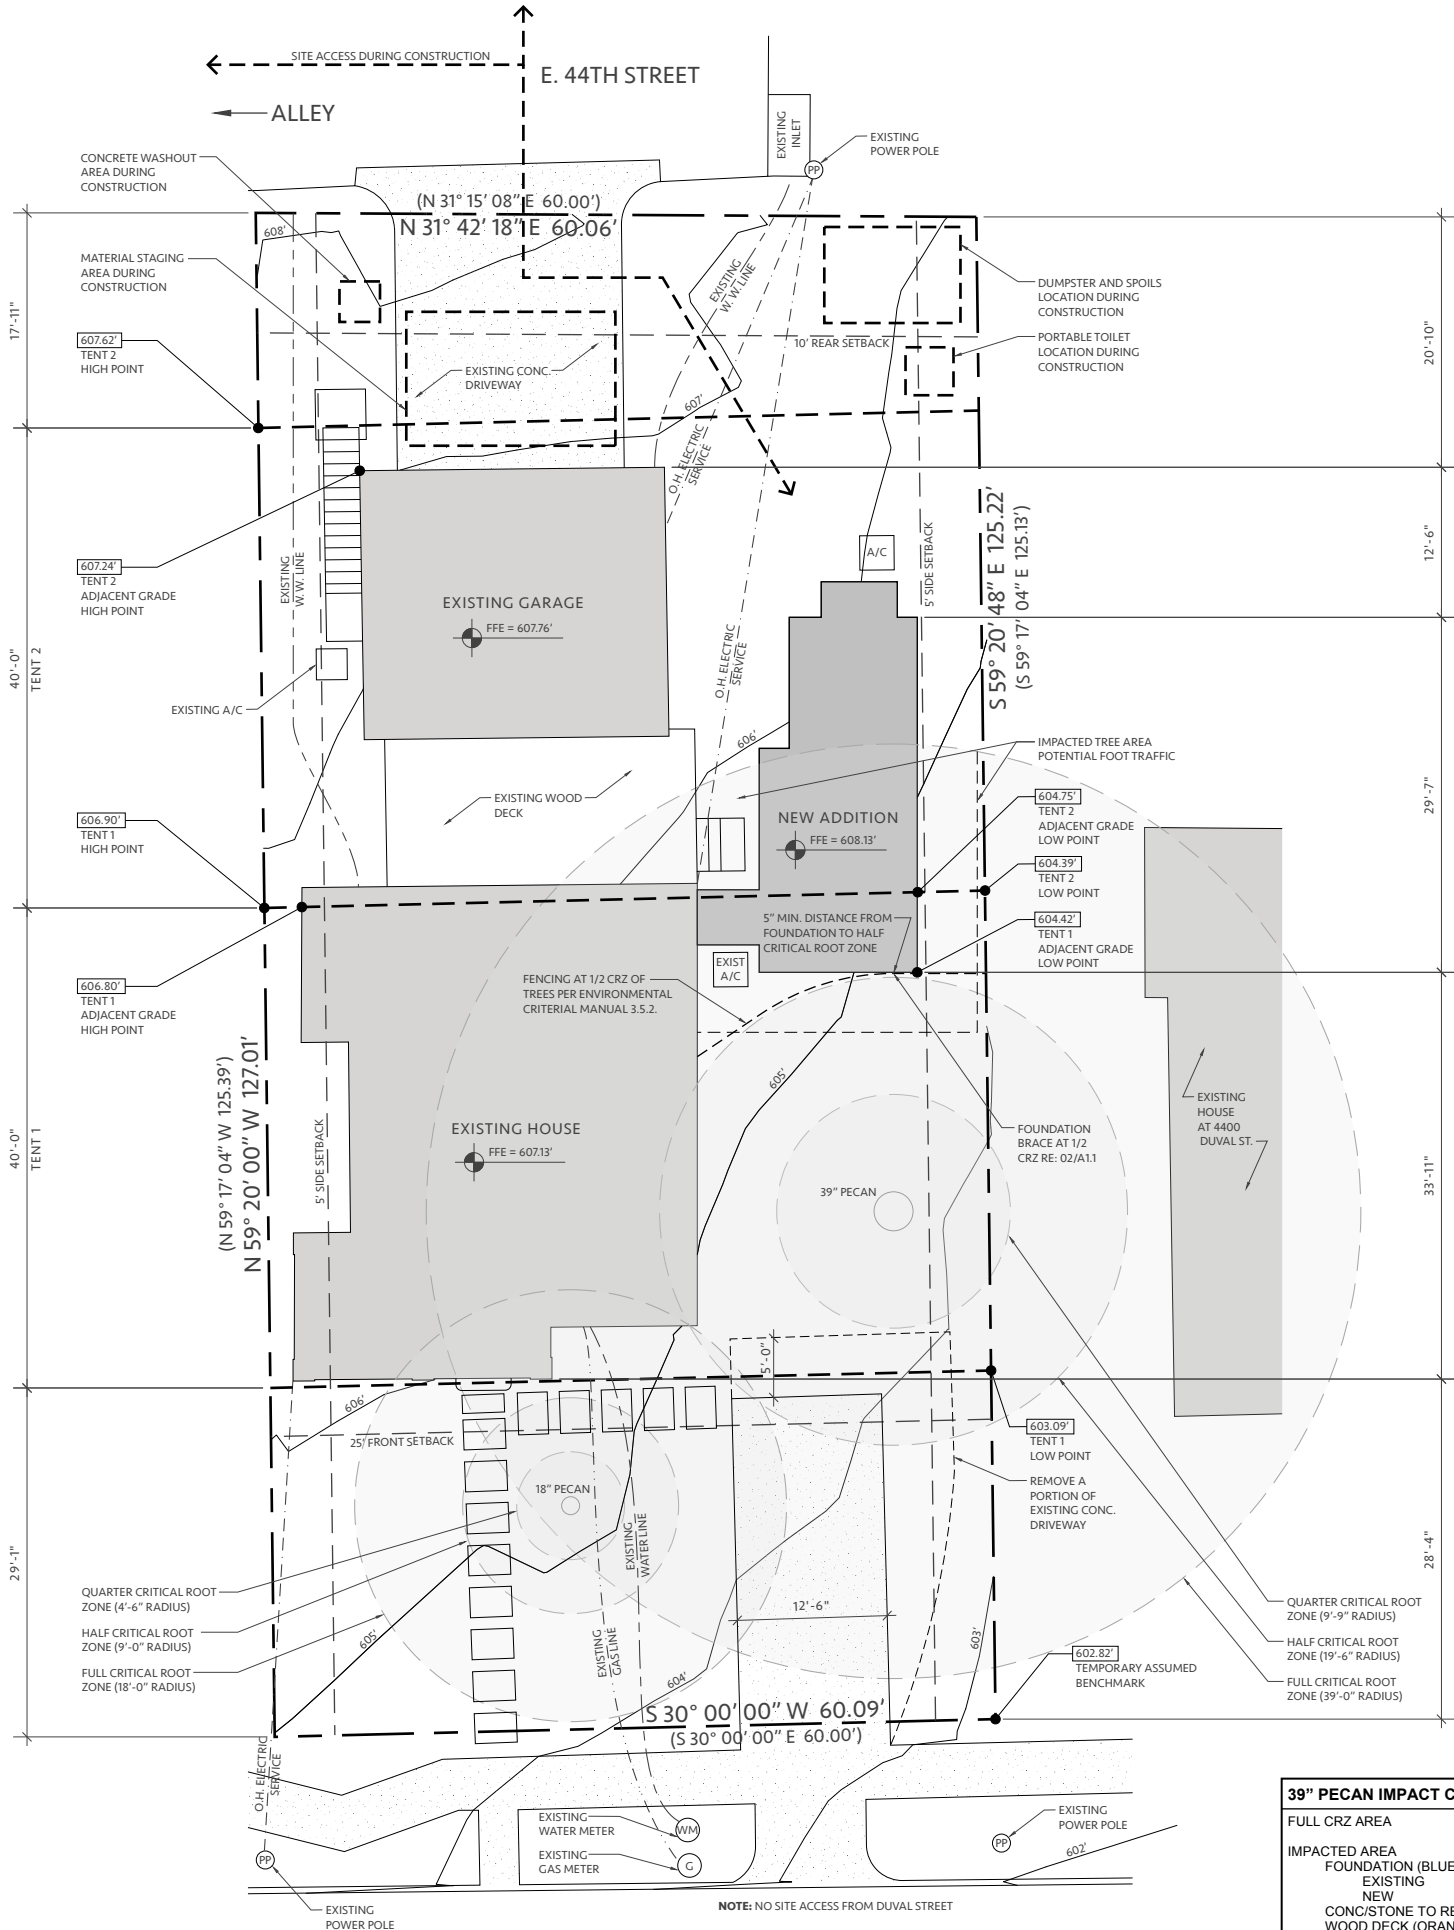 SITE ACCESS DURING CONSTRUCTION
E. 44TH STREET
ALLEY
EXISTING
INLET
EXISTING
POWER POLE
PP
CONCRETE WASHOUT
AREA DURING
CONSTRUCTION
(N 31° 15' 08" E 60.00')
N 31° 42' 18" E 60.06'
608'
MATERIAL STAGING
AREA DURING
CONSTRUCTION
EXISTING
W. W. LINE
DUMPSTER AND SPOILS
LOCATION DURING
CONSTRUCTION
17'-11"
20'-10"
607.62'
TENT 2
HIGH POINT
10' REAR SETBACK
PORTABLE TOILET
LOCATION DURING
CONSTRUCTION
EXISTING CONC.
DRIVEWAY
607'
O.H. ELECTRIC
SERVICE
607.24'
TENT 2
ADJACENT GRADE
HIGH POINT
EXISTING
W. W. LINE
A/C
5' SIDE SETBACK
S 59° 20' 48" E 125.22'
(S 59° 17' 04" E 125.13')
12'-6"
EXISTING GARAGE
FFE = 607.76'
O.H. ELECTRIC
SERVICE
40'-0"
TENT 2
EXISTING A/C
606'
IMPACTED TREE AREA
POTENTIAL FOOT TRAFFIC
EXISTING WOOD
DECK
604.75'
TENT 2
ADJACENT GRADE
LOW POINT
29'-7"
606.90'
TENT 1
HIGH POINT
NEW ADDITION
FFE = 608.13'
604.39'
TENT 2
LOW POINT
5" MIN. DISTANCE FROM
FOUNDATION TO HALF
CRITICAL ROOT ZONE
604.42'
TENT 1
ADJACENT GRADE
LOW POINT
EXIST
A/C
FENCING AT 1/2 CRZ OF
TREES PER ENVIRONMENTAL
CRITERIAL MANUAL 3.5.2.
606.80'
TENT 1
ADJACENT GRADE
HIGH POINT
(N 59° 17' 04" W 125.39')
N 59° 20' 00" W 127.01'
605'
EXISTING
HOUSE
AT 4400
DUVAL ST.
40'-0"
TENT 1
5' SIDE SETBACK
EXISTING HOUSE
FFE = 607.13'
FOUNDATION
BRACE AT 1/2
CRZ RE: 02/A1.1
39" PECAN
33'-11"
5'-0"
606'
25' FRONT SETBACK
603.09'
TENT 1
LOW POINT
18" PECAN
REMOVE A
PORTION OF
EXISTING CONC.
DRIVEWAY
EXISTING
WATER LINE
29'-1"
28'-4"
QUARTER CRITICAL ROOT
ZONE (4'-6" RADIUS)
HALF CRITICAL ROOT
ZONE (9'-0" RADIUS)
FULL CRITICAL ROOT
ZONE (18'-0" RADIUS)
605'
EXISTING
GAS LINE
12'-6"
QUARTER CRITICAL ROOT
ZONE (9'-9" RADIUS)
HALF CRITICAL ROOT
ZONE (19'-6" RADIUS)
FULL CRITICAL ROOT
ZONE (39'-0" RADIUS)
603'
604'
602.82'
TEMPORARY ASSUMED
BENCHMARK
S 30° 00' 00" W 60.09'
(S 30° 00' 00" E 60.00')
O.H. ELECTRIC
SERVICE
EXISTING
WATER METER
WM
EXISTING
GAS METER
G
EXISTING
POWER POLE
PP
602'
PP
EXISTING
POWER POLE
NOTE: NO SITE ACCESS FROM DUVAL STREET
39" PECAN IMPACT C
FULL CRZ AREA
IMPACTED AREA
FOUNDATION (BLUE
EXISTING
NEW
CONC/STONE TO RE
WOOD DECK (ORAN